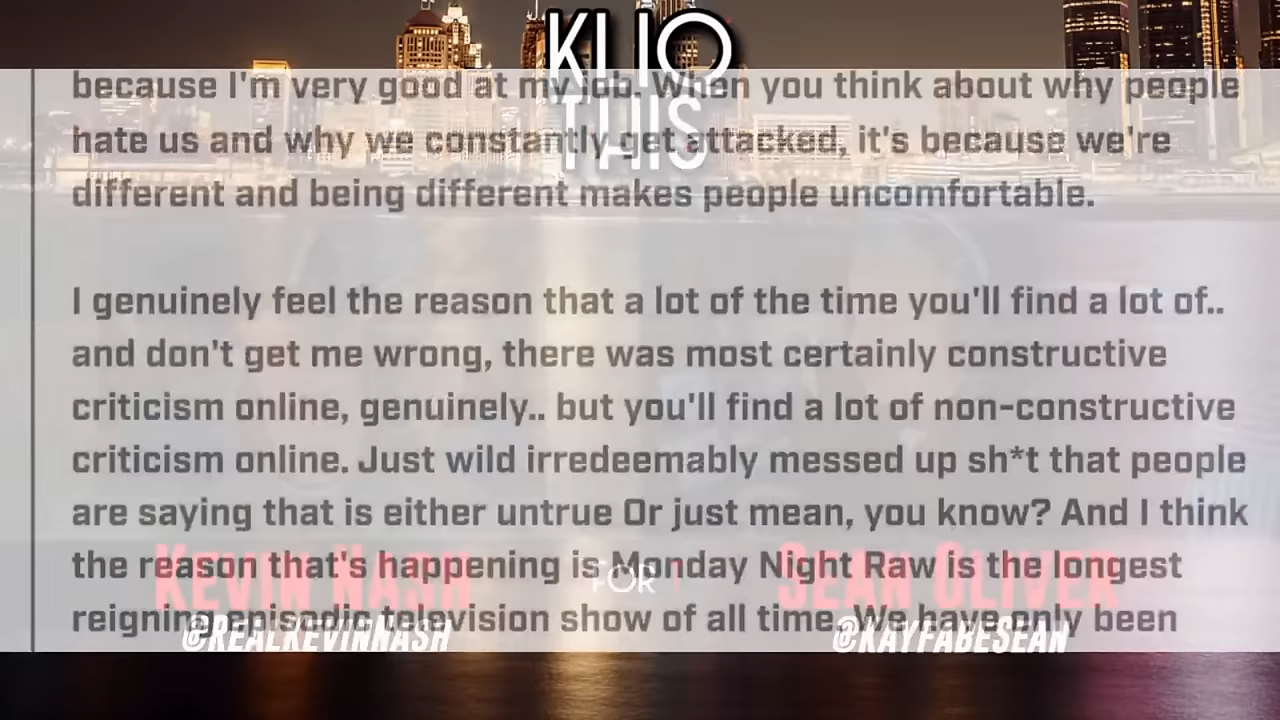 KLIQ
THIS
because I'm very good at my job. When you think about why people
hate us and why we constantly get attacked, it's because we're
different and being different makes people uncomfortable.
I genuinely feel the reason that a lot of the time you'll find a lot of..
and don't get me wrong, there was most certainly constructive
criticism online, genuinely.. but you'll find a lot of non-constructive
criticism online. Just wild irredeemably messed up sh*t that people
are saying that is either untrue Or just mean, you know? And I think
the reason that's happening is Monday Night Raw is the longest
reigning episodic television show of all time. We have only been
KEVIN NASH
FOR
SEAN OLIVER
@REALKEVINNASH
@KAYFABESEAN